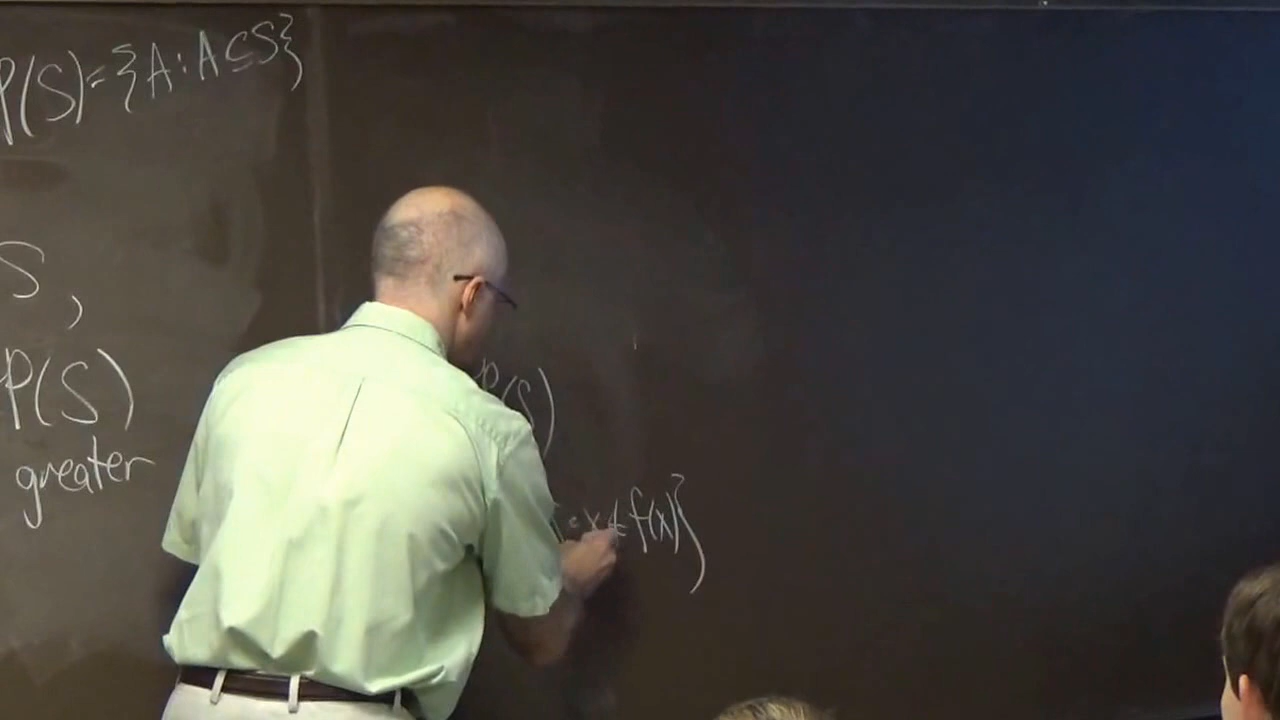 P(S)={A:A⊆S}
S,
P(S)
greater
P(S)
x∉f(x)}